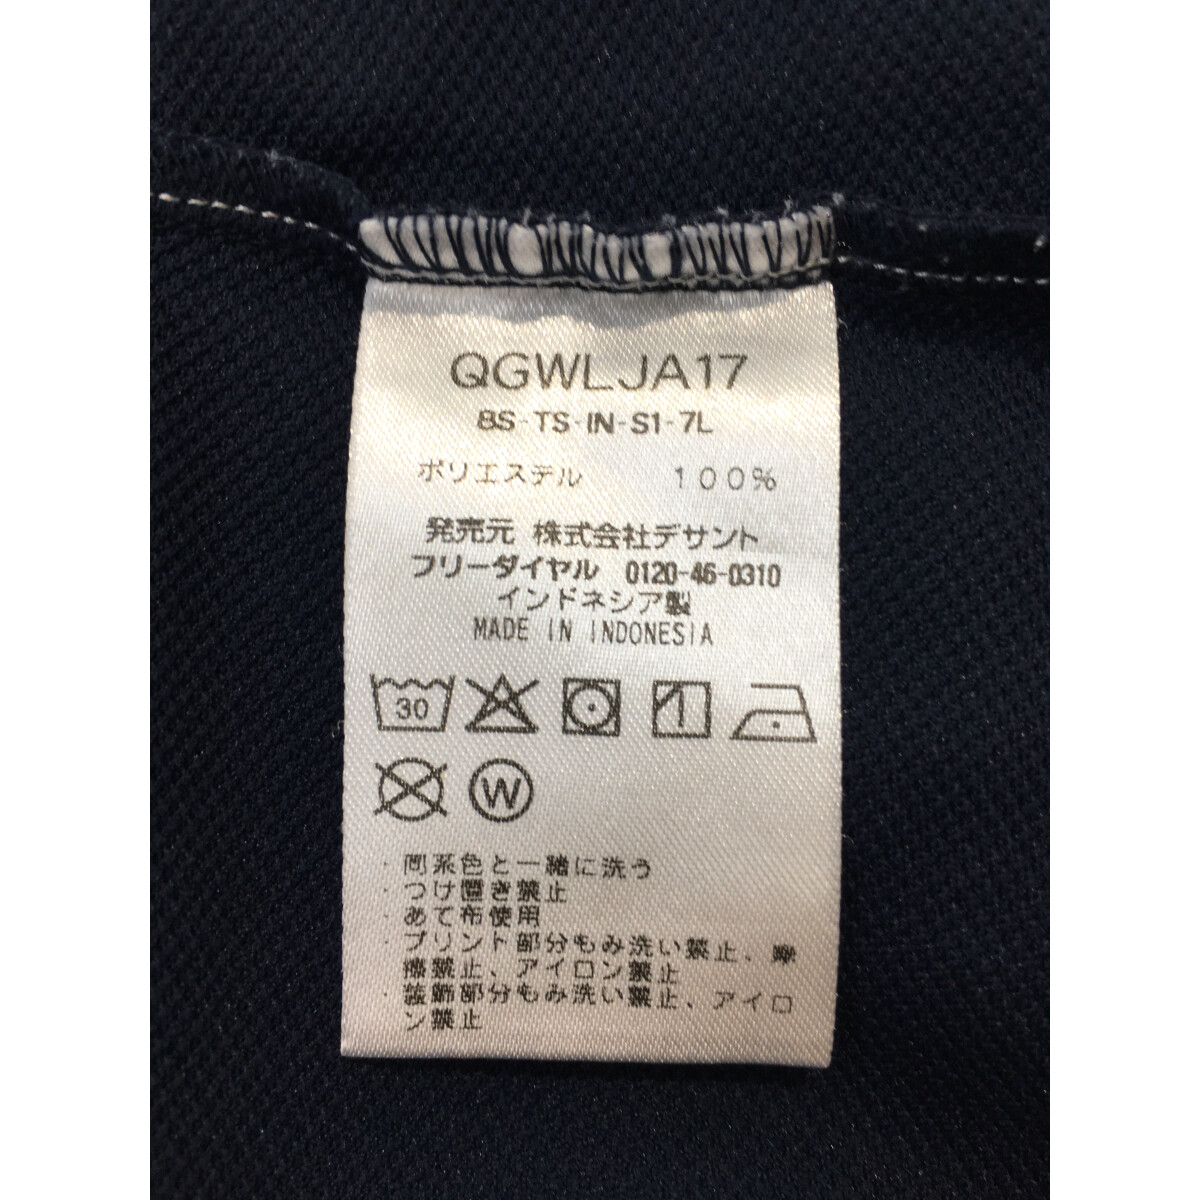 QGWLJA17
BS-TS-IN-S1-7L
ポリエステル 100%
発売元 株式会社デサント
フリーダイヤル 0120-46-0310
インドネシア製
MADE IN INDONESIA
30
W
・同系色と一緒に洗う
・つけ置き禁止
・あて布使用
・プリント部分もみ洗い禁止、摩
擦禁止、アイロン禁止
・装飾部分もみ洗い禁止、アイロ
ン禁止